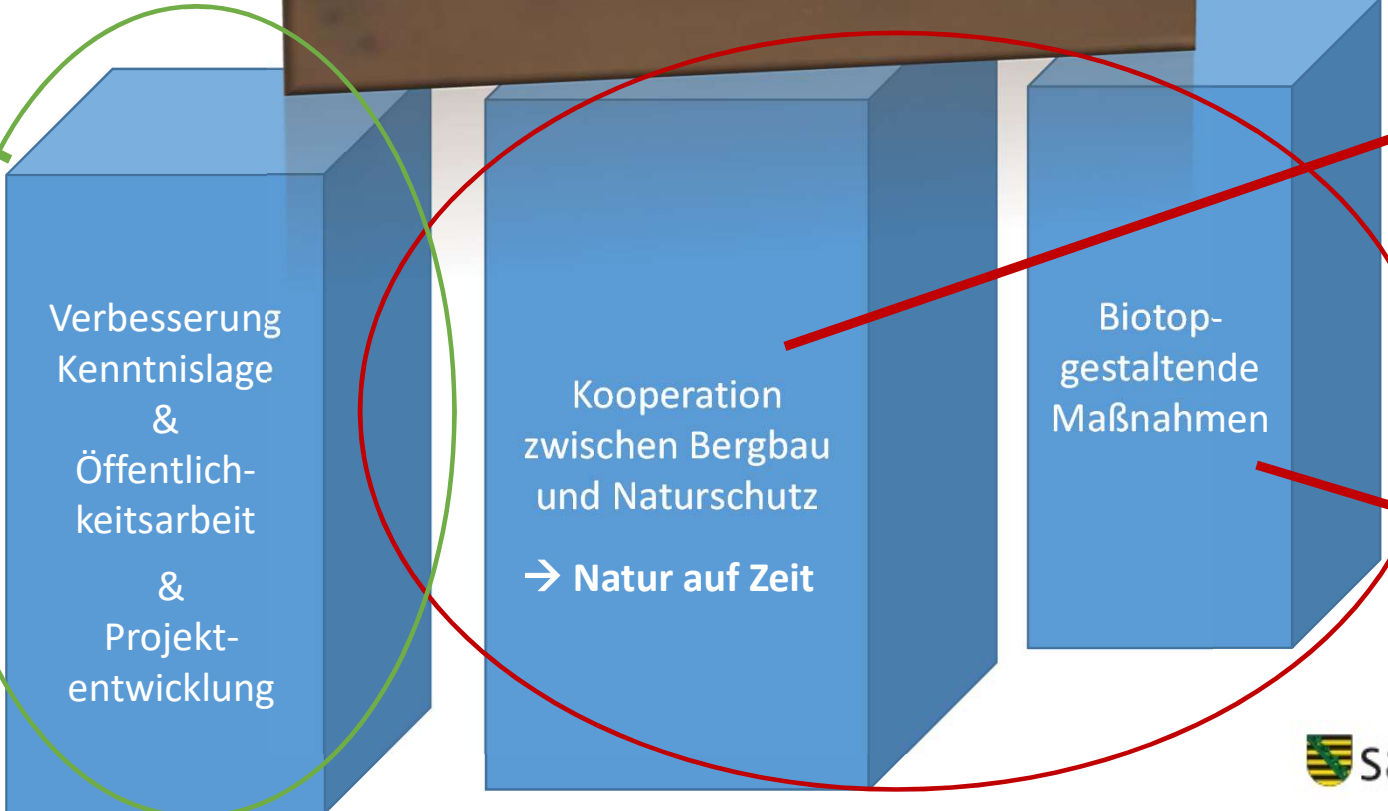 Verbesserung
Kenntnislage
&
Öffentlich-
keitsarbeit
&
Projekt-
entwicklung
Kooperation
zwischen Bergbau
und Naturschutz
→ Natur auf Zeit
Biotop-
gestaltende
Maßnahmen